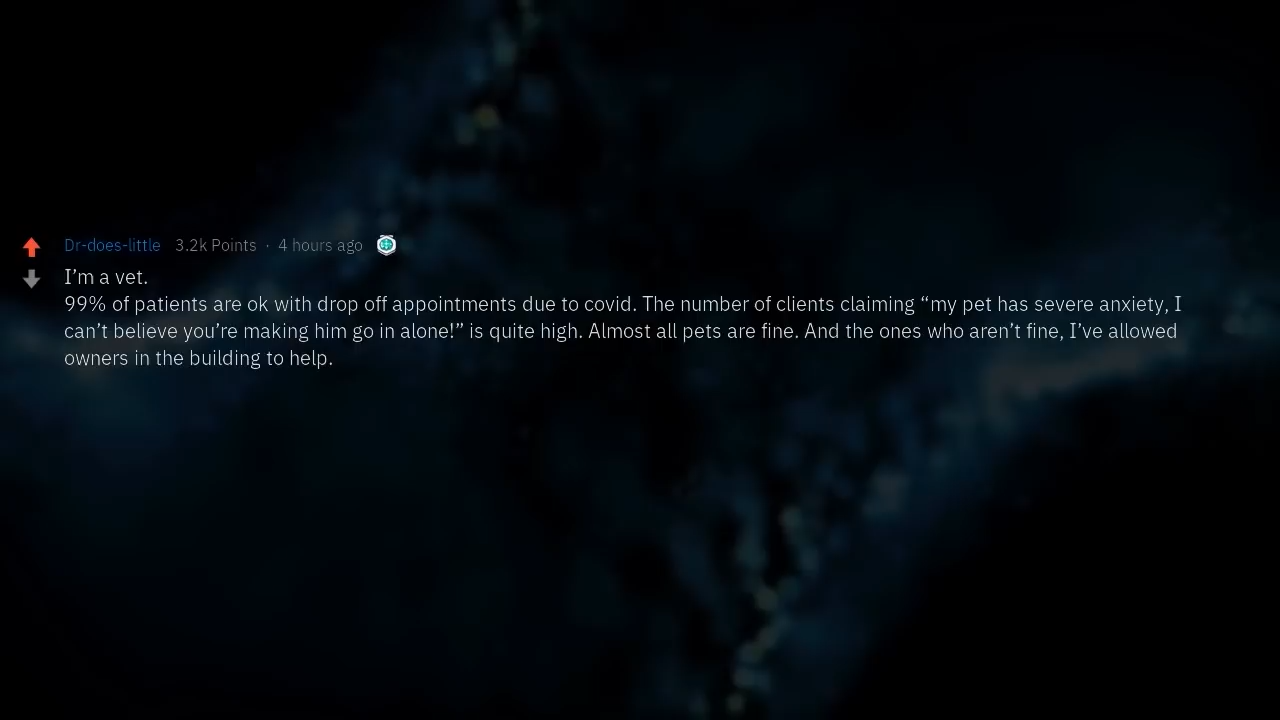 Dr-does-little 3.2k Points · 4 hours ago
I’m a vet.
99% of patients are ok with drop off appointments due to covid. The number of clients claiming “my pet has severe anxiety, I
can’t believe you’re making him go in alone!” is quite high. Almost all pets are fine. And the ones who aren’t fine, I’ve allowed
owners in the building to help.